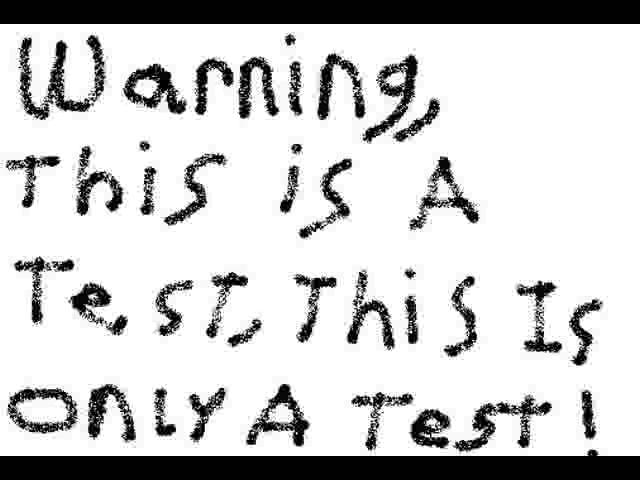 Warning,
This is A
Test, This Is
Only A Test!